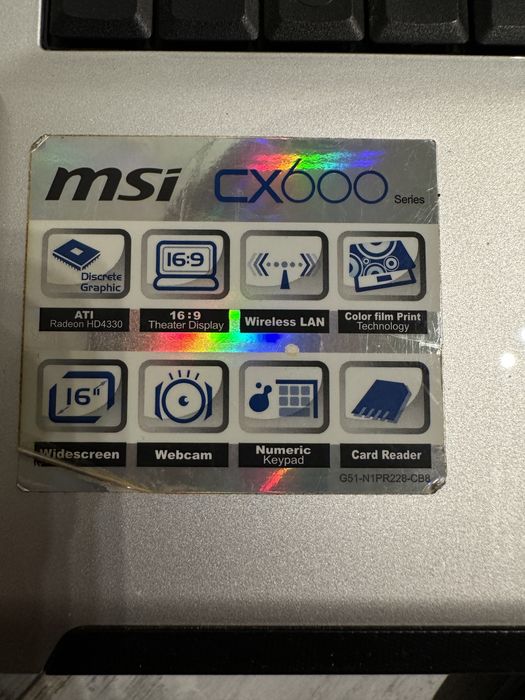 msi CX600 Series
Discrete
Graphic
16:9
ATI
Radeon HD4330
16:9
Theater Display
Wireless LAN
Color film Print
Technology
16"
Widescreen
Webcam
Numeric
Keypad
Card Reader
G51-N1PR228-CB8